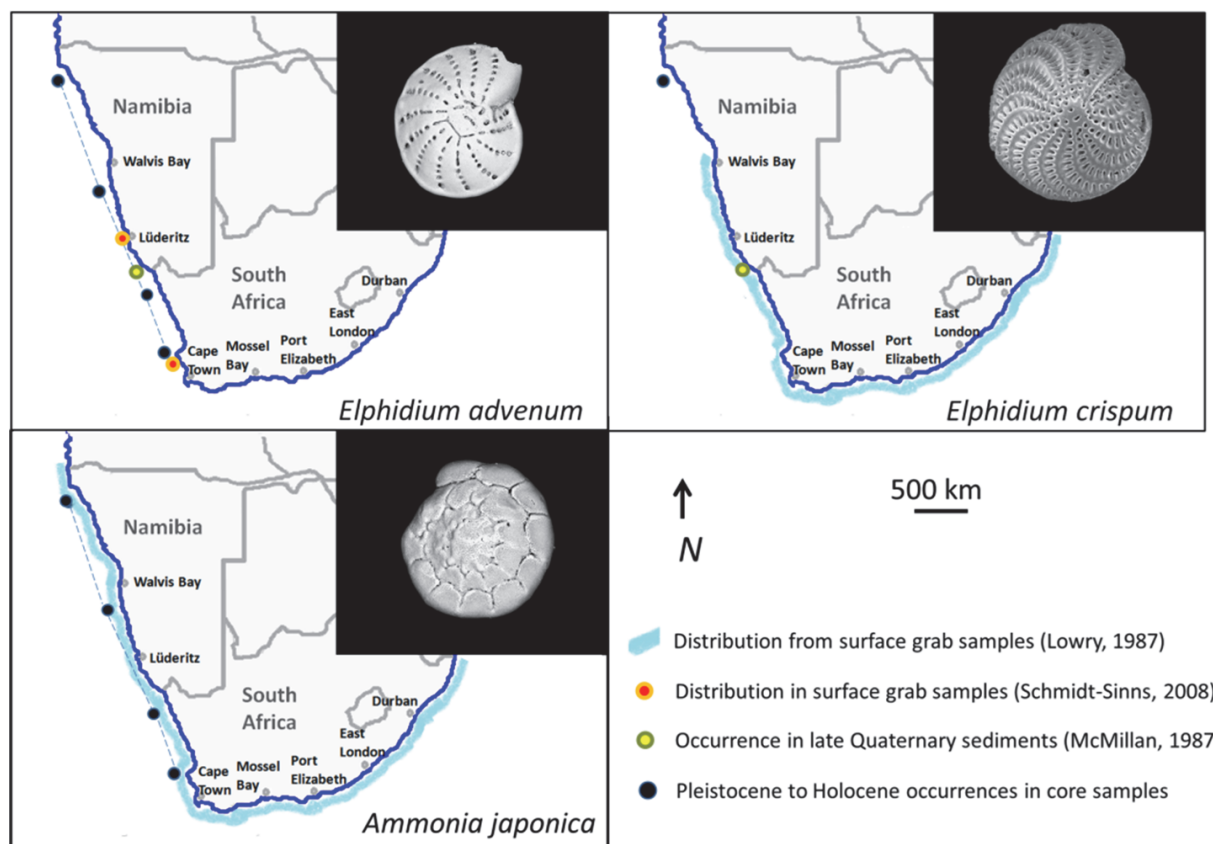 Namibia
Walvis Bay
Lüderitz
South
Africa
Durban
East
London
Port
Elizabeth
Mossel
Bay
Cape
Town
Elphidium advenum
Namibia
Walvis Bay
Lüderitz
South
Africa
Durban
East
London
Port
Elizabeth
Mossel
Bay
Cape
Town
Elphidium crispum
Namibia
Walvis Bay
Lüderitz
South
Africa
Durban
East
London
Port
Elizabeth
Mossel
Bay
Cape
Town
Ammonia japonica
N
500 km
Distribution from surface grab samples (Lowry, 1987)
Distribution in surface grab samples (Schmidt-Sinns, 2008)
Occurrence in late Quaternary sediments (McMillan, 1987
Pleistocene to Holocene occurrences in core samples